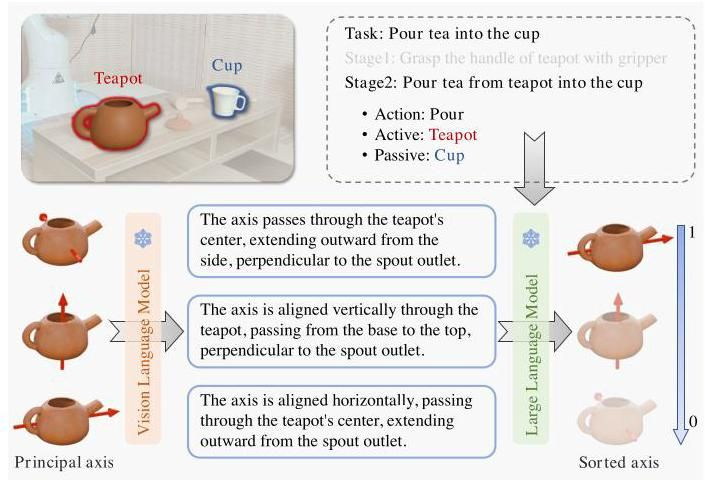 Teapot
Cup
Task: Pour tea into the cup
Stage1: Grasp the handle of teapot with gripper
Stage2: Pour tea from teapot into the cup
• Action: Pour
• Active: Teapot
• Passive: Cup
Vision Language Model
The axis passes through the teapot's
center, extending outward from the
side, perpendicular to the spout outlet.
The axis is aligned vertically through the
teapot, passing from the base to the top,
perpendicular to the spout outlet.
The axis is aligned horizontally, passing
through the teapot's center, extending
outward from the spout outlet.
Large Language Model
1
0
Principal axis
Sorted axis